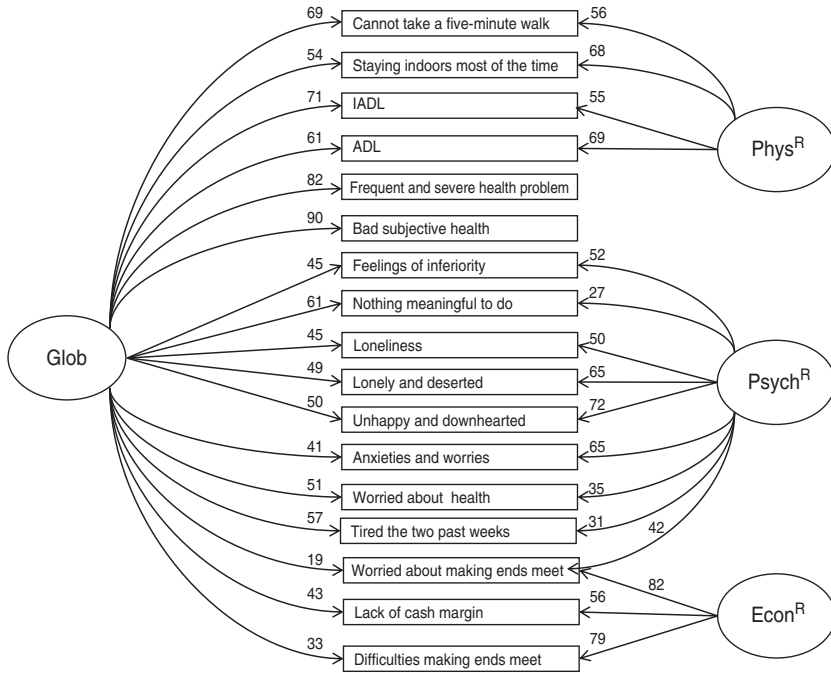 69 Cannot take a five-minute walk 56
54 Staying indoors most of the time 68
71 IADL 55
61 ADL 69
Phys^R
82 Frequent and severe health problem
90 Bad subjective health
45 Feelings of inferiority 52
61 Nothing meaningful to do 27
45 Loneliness 50
Glob
49 Lonely and deserted 65
Psych^R
50 Unhappy and downhearted 72
41 Anxieties and worries 65
51 Worried about health 35
57 Tired the two past weeks 31
42
19 Worried about making ends meet
82
43 Lack of cash margin 56
Econ^R
33 Difficulties making ends meet 79